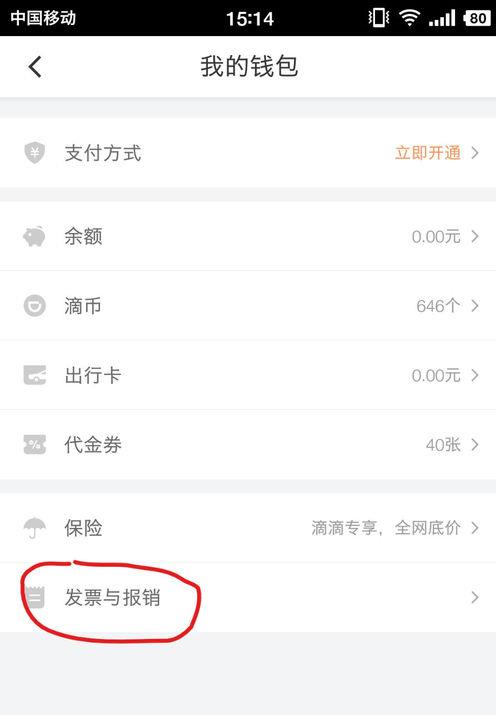 中国移动 15:14 80
我的钱包
¥ 支付方式 立即开通
余额 0.00元
滴币 646个
出行卡 0.00元
% 代金券 40张
保险 滴滴专享，全网底价
发票与报销